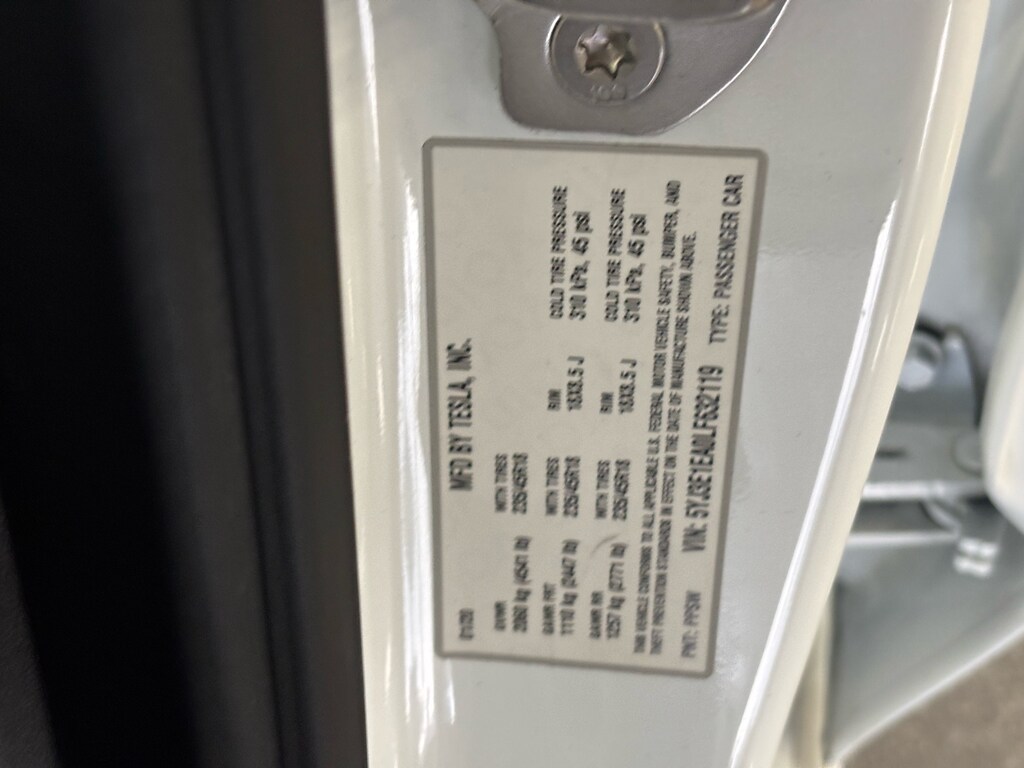 MFD BY TESLA, INC.
01/20
GVWR
2060 kg (4541 lb)
WITH TIRES
235/45R18
GAWR FRT
1110 kg (2447 lb)
WITH TIRES
235/45R18
RIM
18X8.5 J
COLD TIRE PRESSURE
310 kPa, 45 psi
GAWR RR
1257 kg (2771 lb)
WITH TIRES
235/45R18
RIM
18X8.5 J
COLD TIRE PRESSURE
310 kPa, 45 psi
THIS VEHICLE CONFORMS TO ALL APPLICABLE U.S. FEDERAL MOTOR VEHICLE SAFETY, BUMPER, AND
THEFT PREVENTION STANDARDS IN EFFECT ON THE DATE OF MANUFACTURE SHOWN ABOVE.
PNT: PPSW VIN: 5YJ3E1EA0LF632119 TYPE: PASSENGER CAR